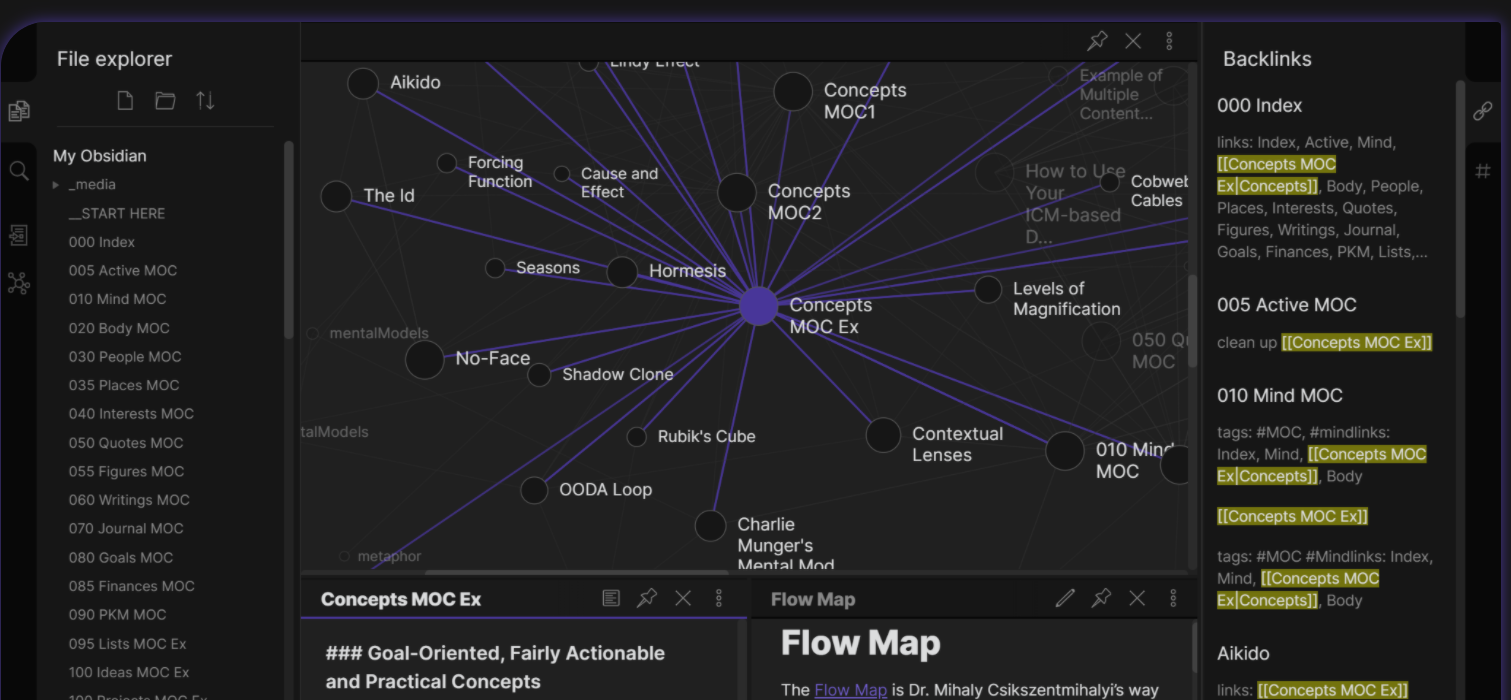 File explorer
My Obsidian
_media
__START HERE
000 Index
005 Active MOC
010 Mind MOC
020 Body MOC
030 People MOC
035 Places MOC
040 Interests MOC
050 Quotes MOC
055 Figures MOC
060 Writings MOC
070 Journal MOC
080 Goals MOC
085 Finances MOC
090 PKM MOC
095 Lists MOC Ex
100 Ideas MOC Ex
100 Projects MOC Ex
Lindy Effect
Aikido
Concepts
MOC1
Example of
Multiple
Content...
Forcing
Function
Cause and
Effect
The Id
Concepts
MOC2
How to Use
Your
ICM-based
D...
Cobweb
Cables
Seasons
Hormesis
Concepts
MOC Ex
Levels of
Magnification
mentalModels
No-Face
Shadow Clone
050 Qu
MOC
talModels
Rubik's Cube
Contextual
Lenses
010 Mind
MOC
OODA Loop
Charlie
Munger's
Mental Mod
metaphor
Concepts MOC Ex
### Goal-Oriented, Fairly Actionable
and Practical Concepts
Flow Map
Flow Map
The Flow Map is Dr. Mihaly Csikszentmihalyi's way
Backlinks
000 Index
links: Index, Active, Mind,
[[Concepts MOC
Ex|Concepts]], Body, People,
Places, Interests, Quotes,
Figures, Writings, Journal,
Goals, Finances, PKM, Lists,...
005 Active MOC
clean up [[Concepts MOC Ex]]
010 Mind MOC
tags: #MOC, #mindlinks:
Index, Mind, [[Concepts MOC
Ex|Concepts]], Body
[[Concepts MOC Ex]]
tags: #MOC #Mindlinks: Index,
Mind, [[Concepts MOC
Ex|Concepts]], Body
Aikido
links: [[Concepts MOC Ex]]